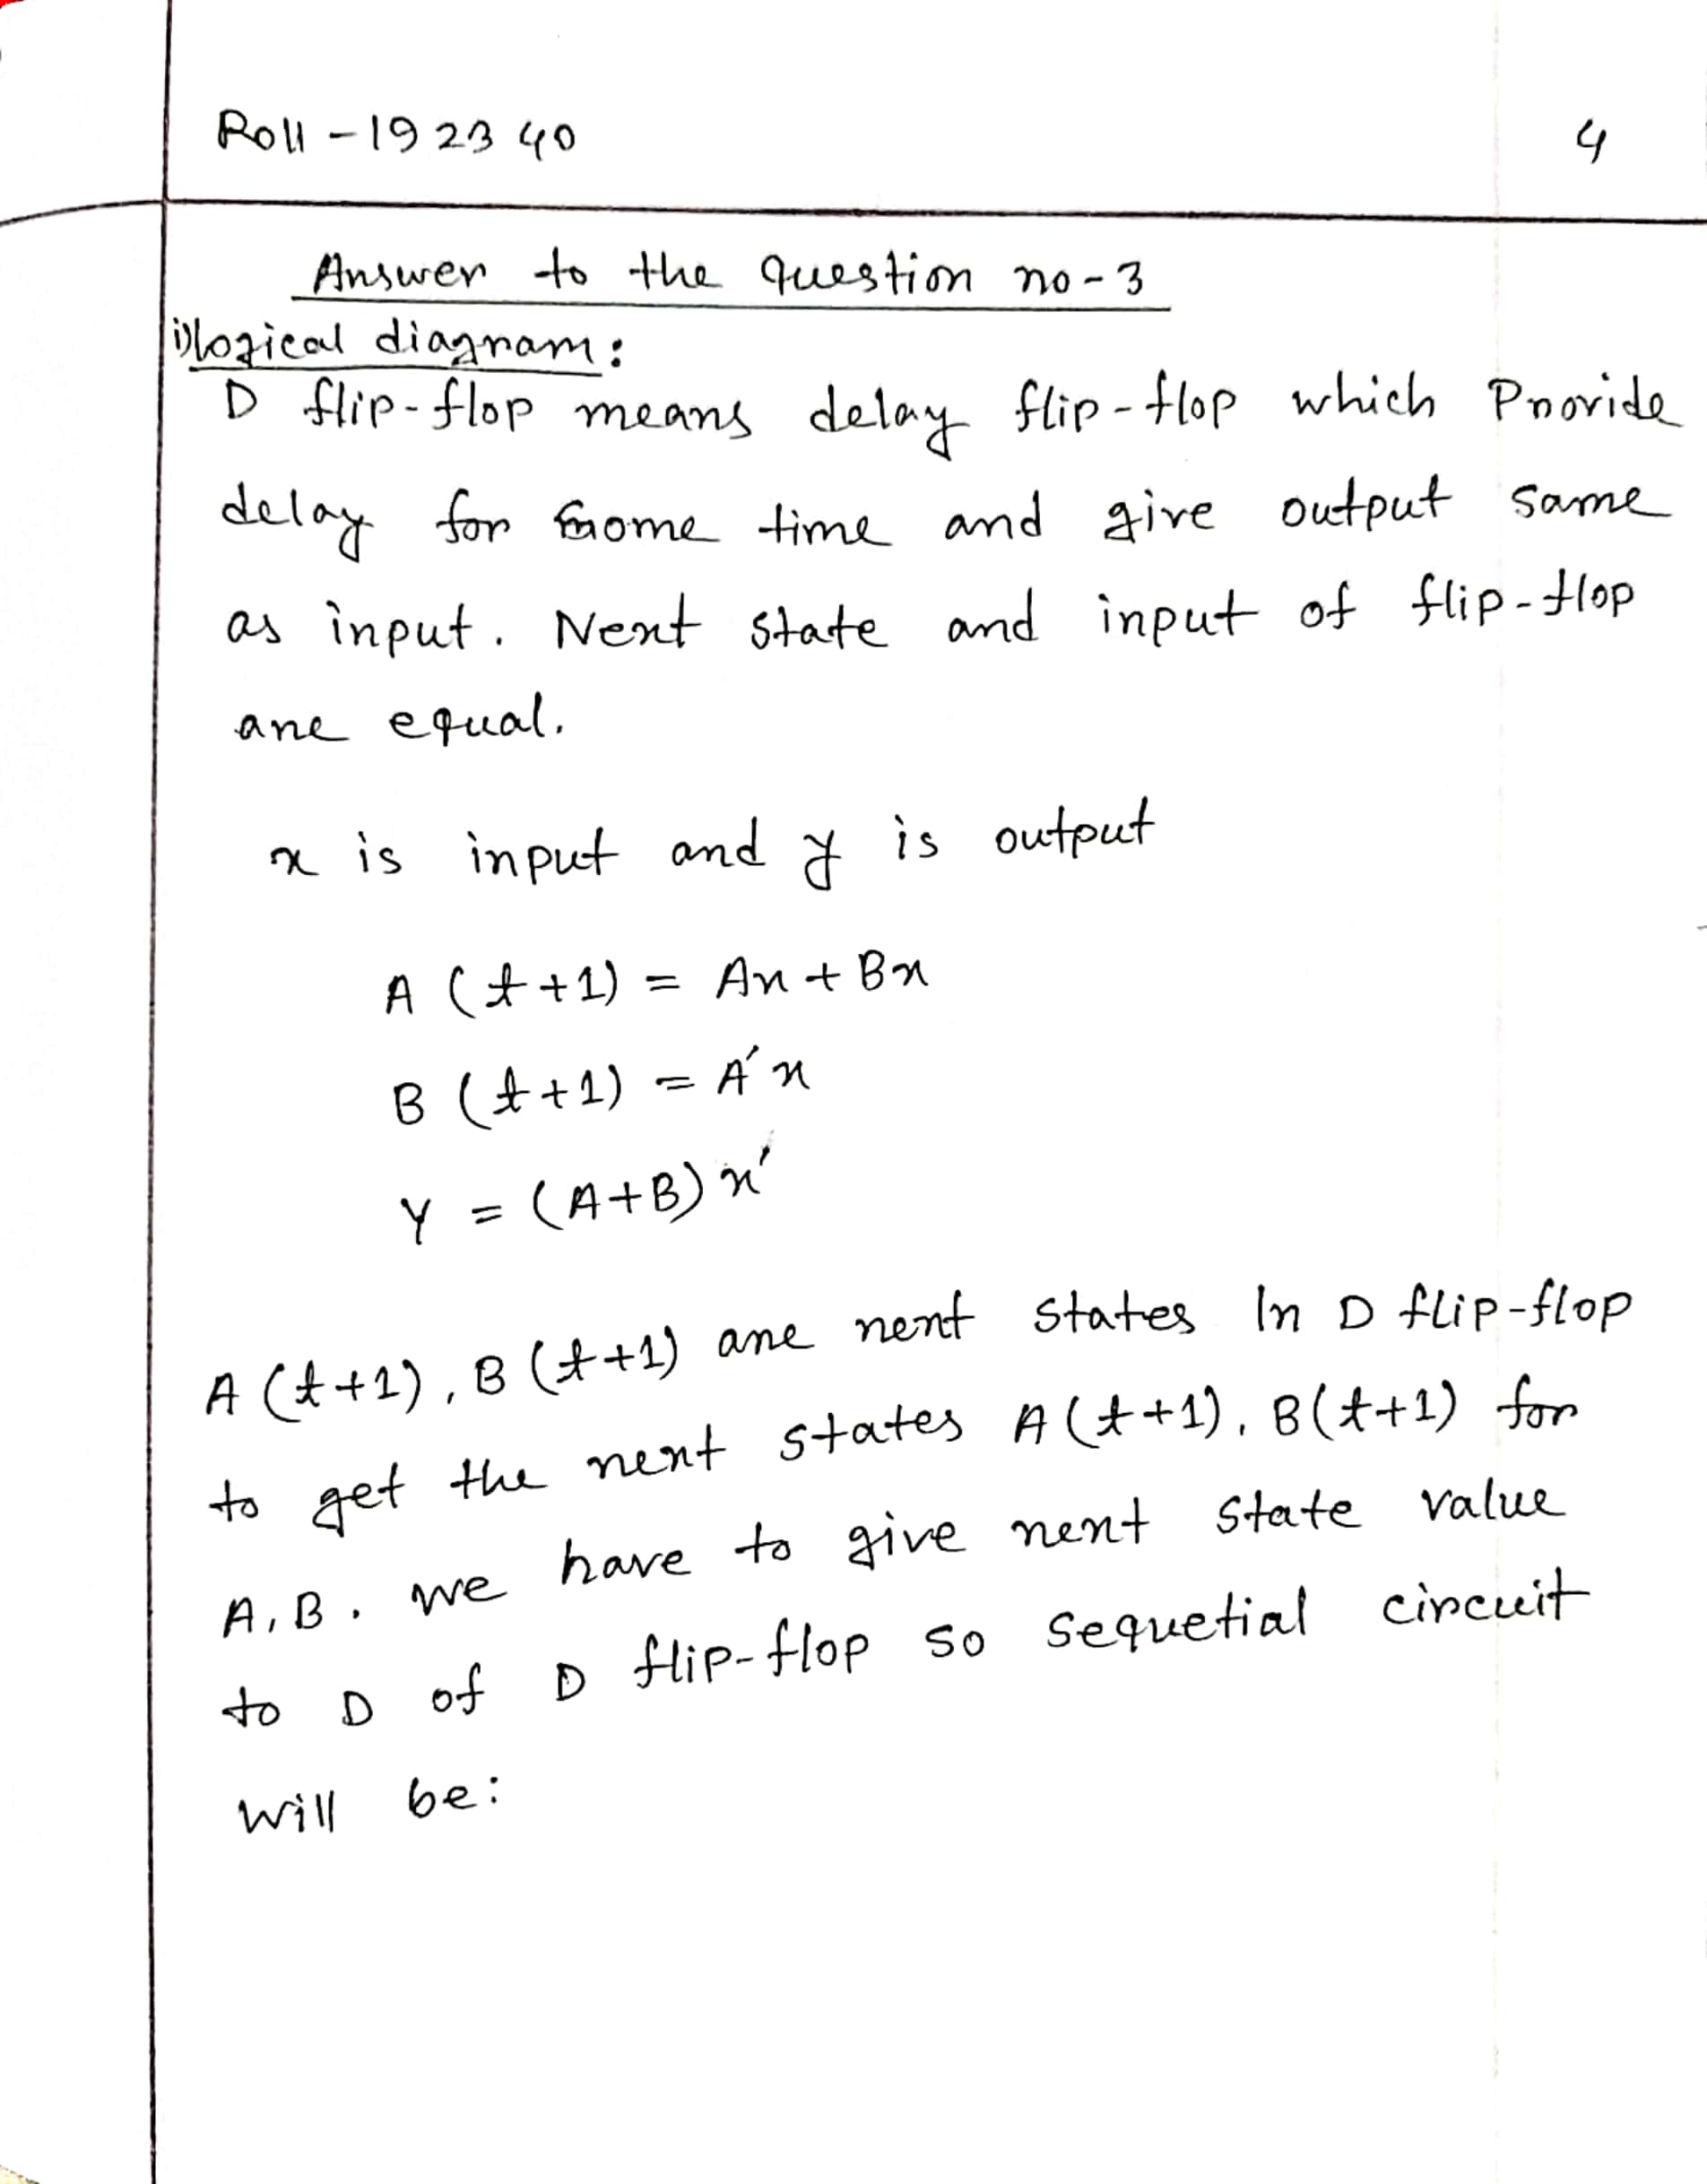 Roll - 192340
4
Answer to the question no-3
i) logical diagram:
D flip-flop means delay flip-flop which Provide
delay for some time and give output same
as input. Next state and input of flip-flop
are equal.
x is input and y is output
A (t+1) = Ax + Bx
B (t+1) = A'x
Y = (A+B) x'
A (t+1), B (t+1) are next states In D flip-flop
to get the next states A (t+1), B (t+1) for
A, B. we have to give next state value
to D of D flip-flop so sequetial circuit
will be: